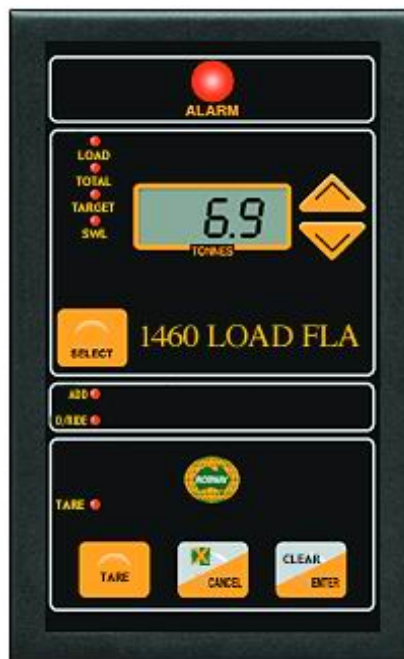 ALARM
LOAD
TOTAL
TARGET
SWL
6.9
TONNES
SELECT
1460 LOAD FLA
ADD
O/RIDE
ROBWAY
TARE
TARE
CANCEL
CLEAR
ENTER